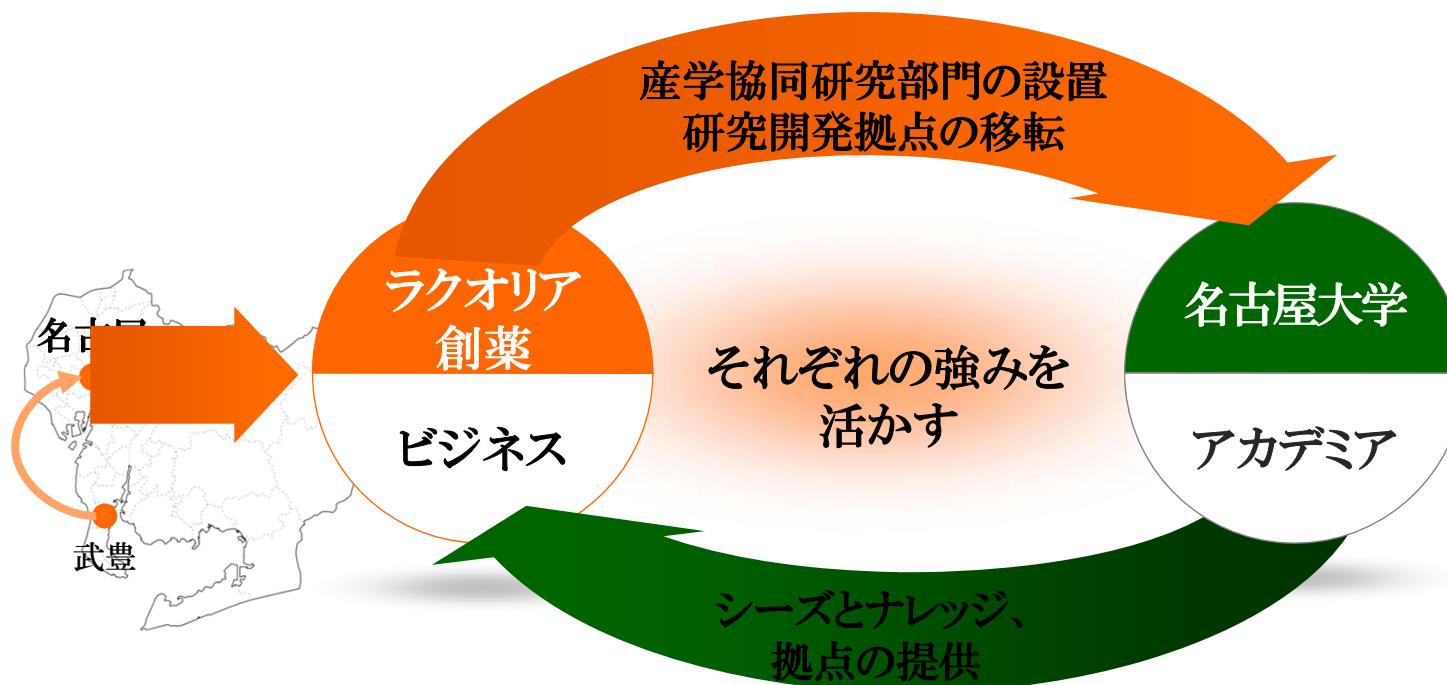 産学協同研究部門の設置
研究開発拠点の移転
ラクオリア
創薬
ビジネス
名古屋大学
アカデミア
それぞれの強みを
活かす
名古屋
武豊
シーズとナレッジ、
拠点の提供